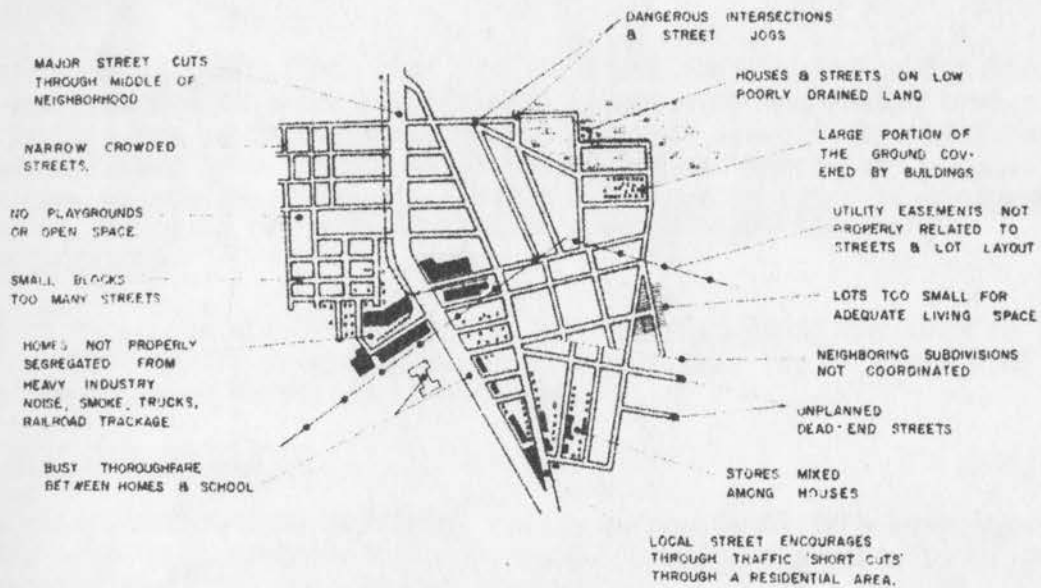 DANGEROUS INTERSECTIONS
& STREET JOGS
MAJOR STREET CUTS
THROUGH MIDDLE OF
NEIGHBORHOOD
HOUSES & STREETS ON LOW
POORLY DRAINED LAND
NARROW CROWDED
STREETS.
LARGE PORTION OF
THE GROUND COV-
ERED BY BUILDINGS
NO PLAYGROUNDS
OR OPEN SPACE
UTILITY EASEMENTS NOT
PROPERLY RELATED TO
STREETS & LOT LAYOUT
SMALL BLOCKS
TOO MANY STREETS
LOTS TOO SMALL FOR
ADEQUATE LIVING SPACE
HOMES NOT PROPERLY
SEGREGATED FROM
HEAVY INDUSTRY
NOISE, SMOKE, TRUCKS,
RAILROAD TRACKAGE
NEIGHBORING SUBDIVISIONS
NOT COORDINATED
UNPLANNED
DEAD-END STREETS
BUSY THOROUGHFARE
BETWEEN HOMES & SCHOOL
STORES MIXED
AMONG HOUSES
LOCAL STREET ENCOURAGES
THROUGH TRAFFIC 'SHORT CUTS'
THROUGH A RESIDENTIAL AREA.